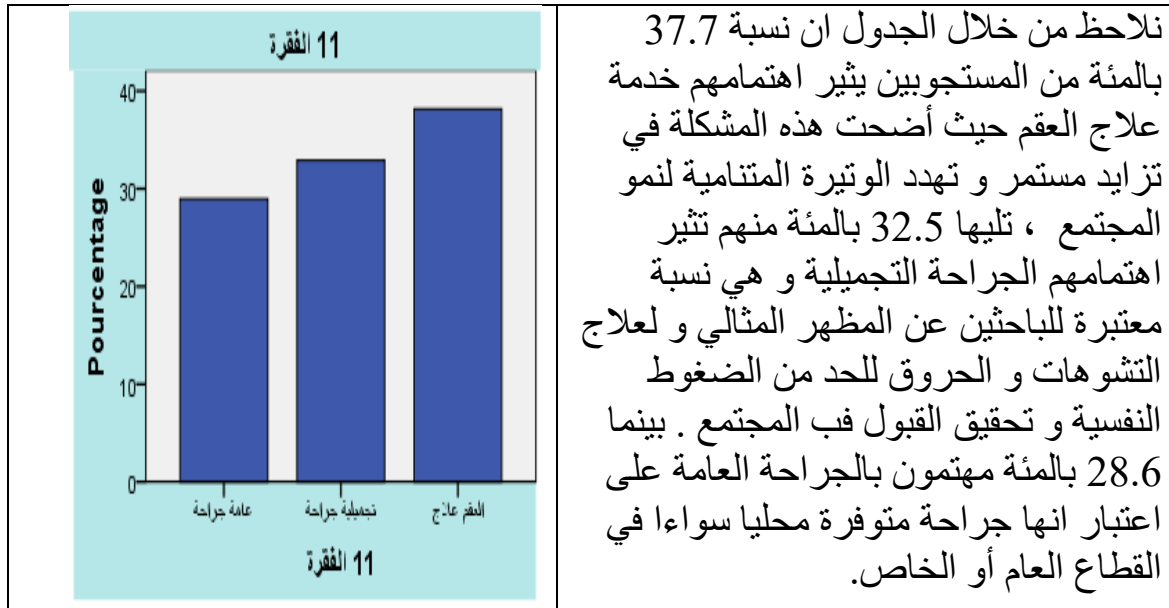 نلاحظ من خلال الجدول ان نسبة 37.7
بالمئة من المستجوبين يثير اهتمامهم خدمة
علاج العقم حيث أضحت هذه المشكلة في
تزايد مستمر و تهدد الوتيرة المتنامية لنمو
المجتمع ، تليها 32.5 بالمئة منهم تثير
اهتمامهم الجراحة التجميلية و هي نسبة
معتبرة للباحثين عن المظهر المثالي و لعلاج
التشوهات و الحروق للحد من الضغوط
النفسية و تحقيق القبول فب المجتمع . بينما
28.6 بالمئة مهتمون بالجراحة العامة على
اعتبار انها جراحة متوفرة محليا سواءا في
القطاع العام أو الخاص.
11 الفقرة
Pourcentage
40
30
20
10
0
عامة جراحة
تجميلية جراحة
العقم علاج
11 الفقرة